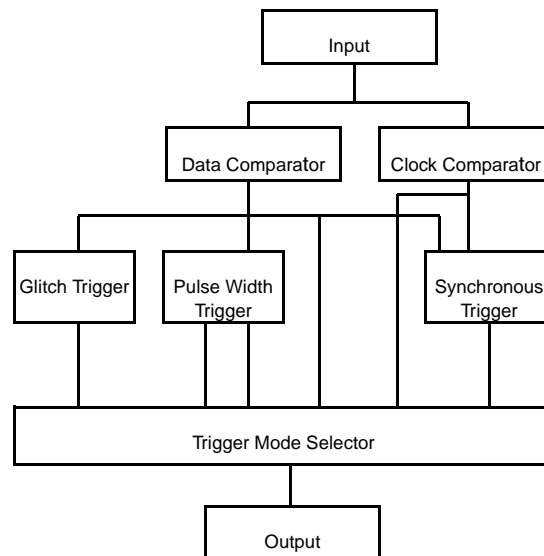 Input
Data Comparator
Clock Comparator
Glitch Trigger
Pulse Width
Trigger
Synchronous
Trigger
Trigger Mode Selector
Output